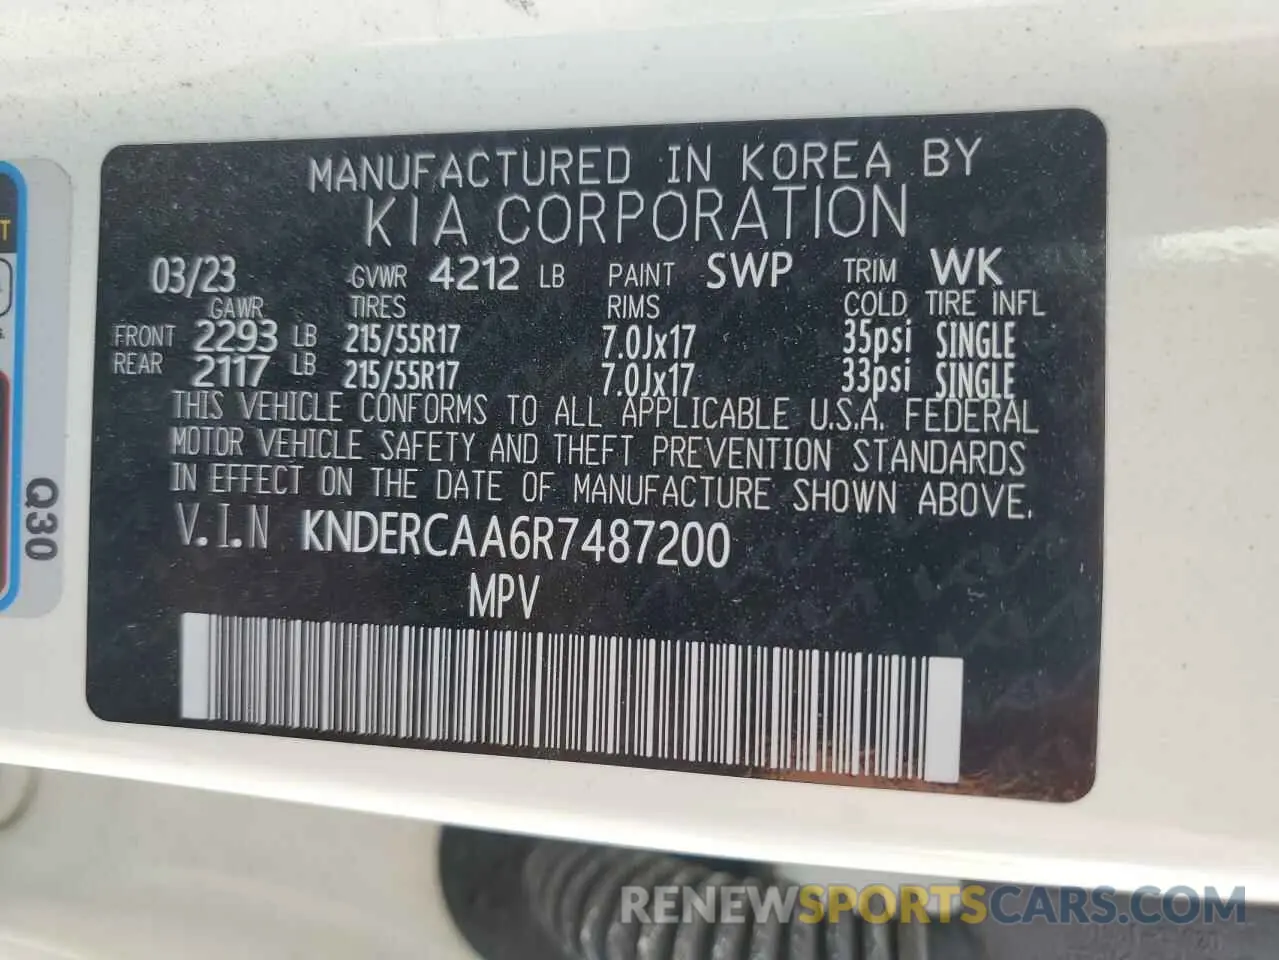 MANUFACTURED IN KOREA BY
KIA CORPORATION
03/23 GVWR 4212 LB PAINT SWP TRIM WK
GAWR TIRES RIMS COLD TIRE INFL
FRONT 2293 LB 215/55R17 7.0Jx17 35psi SINGLE
REAR 2117 LB 215/55R17 7.0Jx17 33psi SINGLE
THIS VEHICLE CONFORMS TO ALL APPLICABLE U.S.A. FEDERAL
MOTOR VEHICLE SAFETY AND THEFT PREVENTION STANDARDS
IN EFFECT ON THE DATE OF MANUFACTURE SHOWN ABOVE.
V.I.N KNDERCAA6R7487200
MPV
Q30
RENEWSPORTSCARS.COM